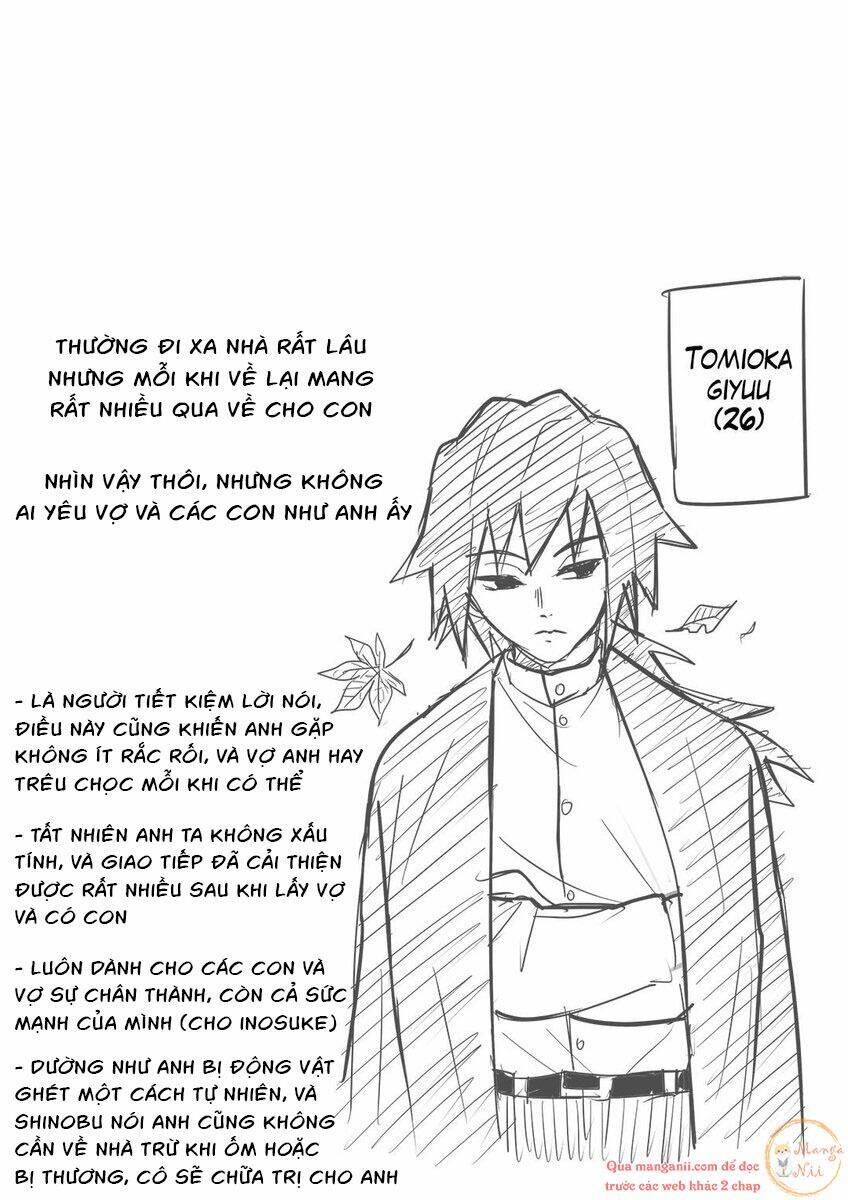 TOMIOKA
GIYUU
(26)
THƯỜNG ĐI XA NHÀ RẤT LÂU
NHƯNG MỖI KHI VỀ LẠI MANG
RẤT NHIỀU QUA VỀ CHO CON
NHÌN VẬY THÔI, NHƯNG KHÔNG
AI YÊU VỢ VÀ CÁC CON NHƯ ANH ẤY
- LÀ NGƯỜI TIẾT KIỆM LỜI NÓI,
ĐIỀU NÀY CŨNG KHIẾN ANH GẶP
KHÔNG ÍT RẮC RỐI, VÀ VỢ ANH HAY
TRÊU CHỌC MỖI KHI CÓ THỂ
- TẤT NHIÊN ANH TA KHÔNG XẤU
TÍNH, VÀ GIAO TIẾP ĐÃ CẢI THIỆN
ĐƯỢC RẤT NHIỀU SAU KHI LẤY VỢ
VÀ CÓ CON
- LUÔN DÀNH CHO CÁC CON VÀ
VỢ SỰ CHÂN THÀNH, CÒN CẢ SỨC
MẠNH CỦA MÌNH (CHO INOSUKE)
- DƯỜNG NHƯ ANH BỊ ĐỘNG VẬT
GHÉT MỘT CÁCH TỰ NHIÊN, VÀ
SHINOBU NÓI ANH CŨNG KHÔNG
CẦN VỀ NHÀ TRỪ KHI ỐM HOẶC
BỊ THƯƠNG, CÔ SẼ CHỮA TRỊ CHO ANH
Qua manganii.com để đọc
trước các web khác 2 chap
Manga
Nii